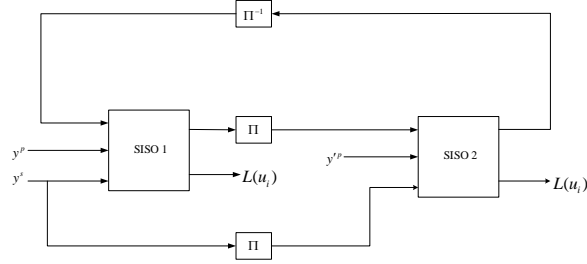 Π⁻¹
Π
SISO 1
SISO 2
yᵖ
y′ᵖ
yˢ
L(uᵢ)
L(uᵢ)
Π